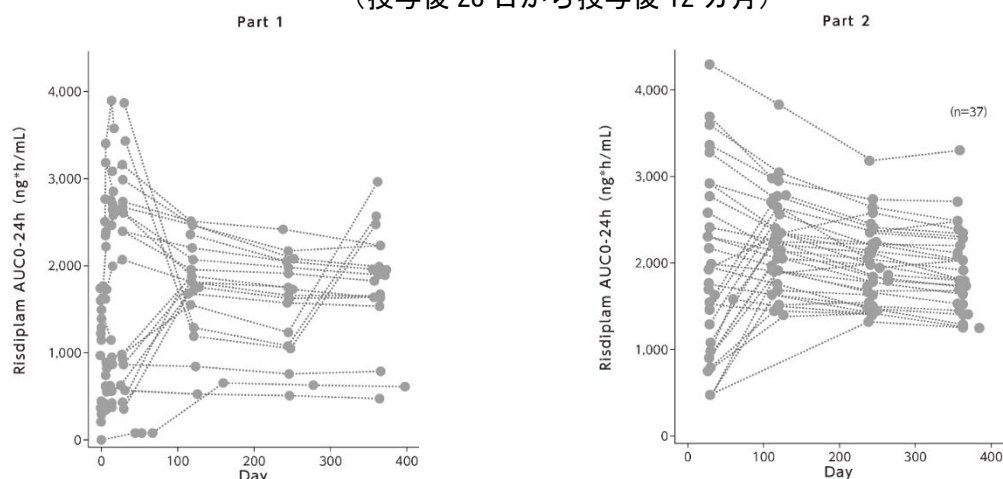 （投与後 28 日から投与後 12 カ月）
Part 1
Risdiplam AUC0-24h (ng*h/mL)
4,000
3,000
2,000
1,000
0
0 100 200 300 400
Day
Part 2
Risdiplam AUC0-24h (ng*h/mL)
(n=37)
4,000
3,000
2,000
1,000
0
0 100 200 300 400
Day